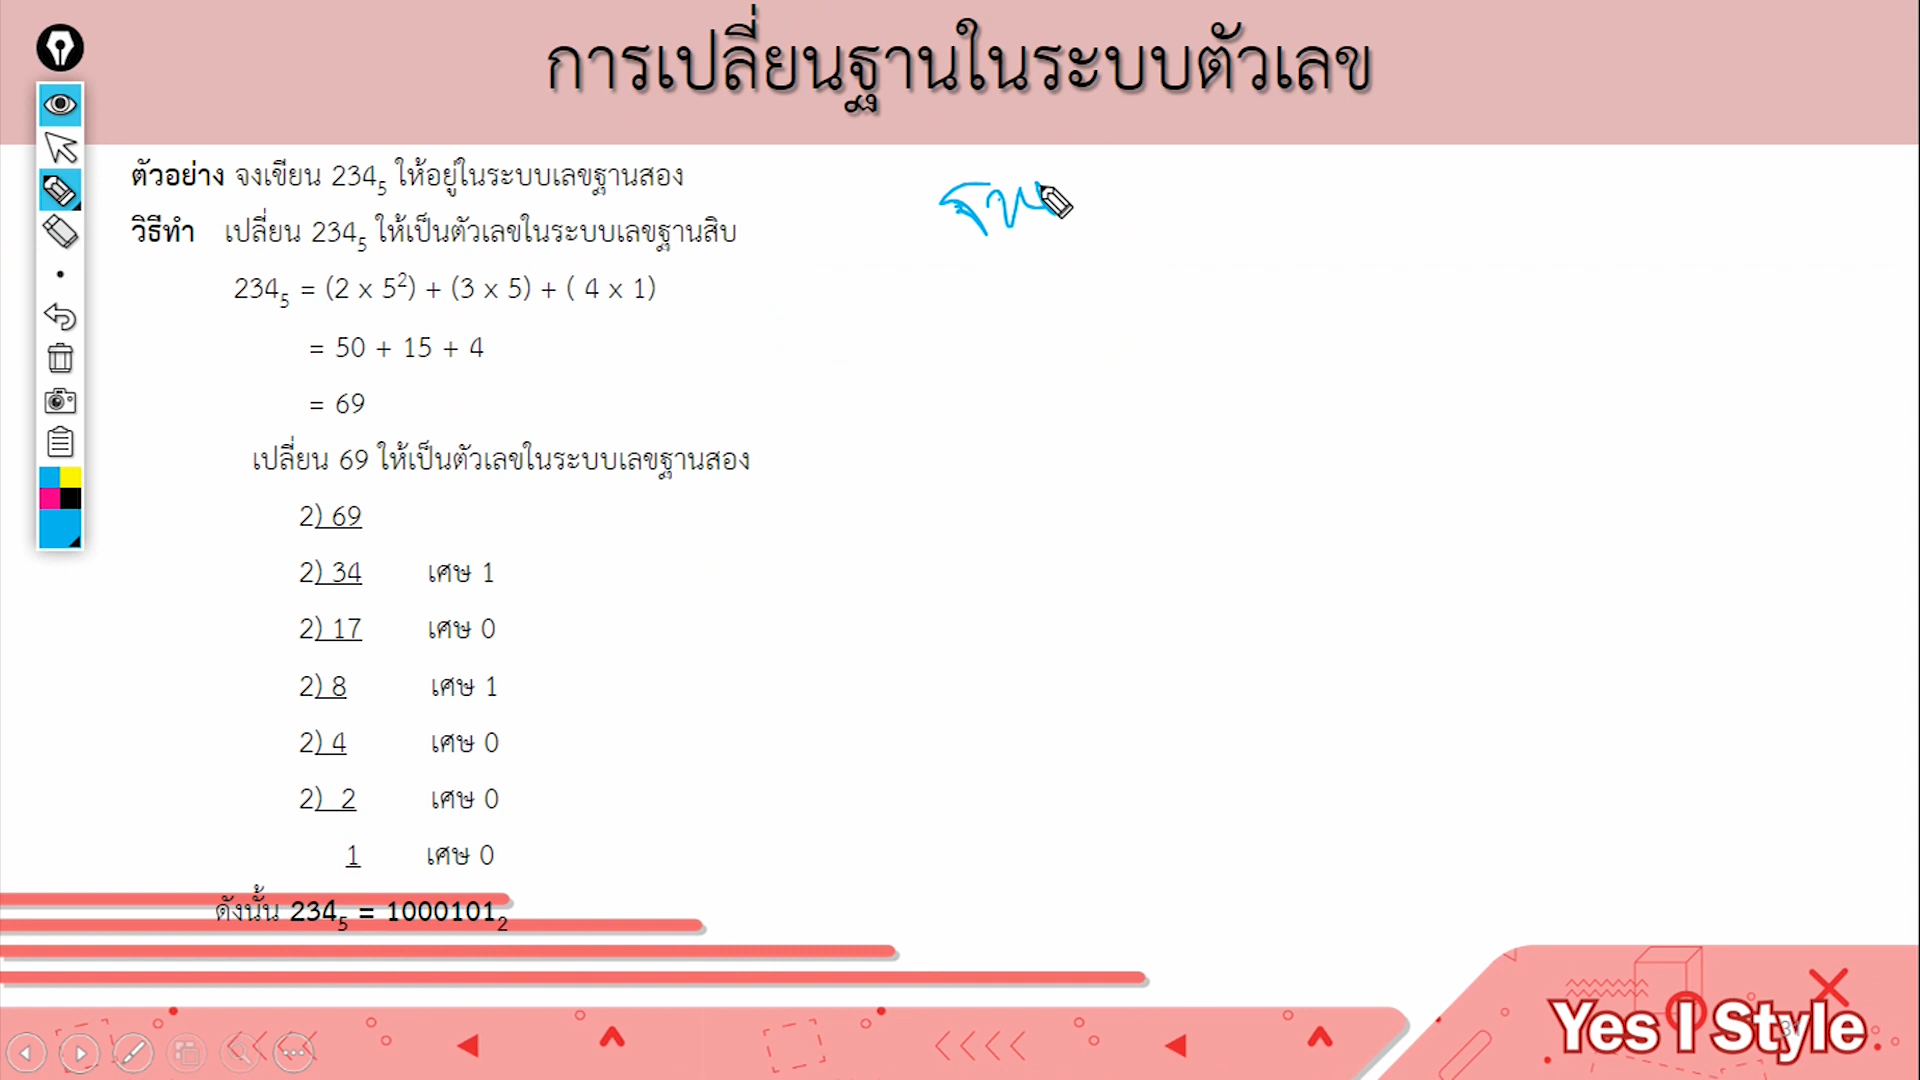 การเปลี่ยนฐานในระบบตัวเลข
ตัวอย่าง จงเขียน 234₅ ให้อยู่ในระบบเลขฐานสอง
วิธีทำ เปลี่ยน 234₅ ให้เป็นตัวเลขในระบบเลขฐานสิบ
234₅ = (2 x 5²) + (3 x 5) + ( 4 x 1)
= 50 + 15 + 4
= 69
เปลี่ยน 69 ให้เป็นตัวเลขในระบบเลขฐานสอง
2) 69
2) 34 เศษ 1
2) 17 เศษ 0
2) 8 เศษ 1
2) 4 เศษ 0
2) 2 เศษ 0
1 เศษ 0
ดังนั้น 234₅ = 1000101₂
Yes I Style